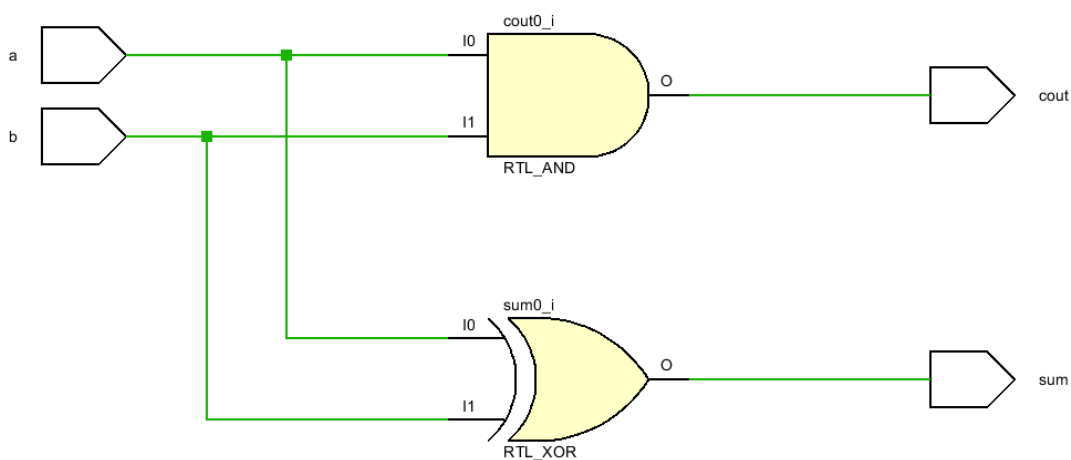 cout0_i
a
I0
O
cout
b
I1
RTL_AND
sum0_i
I0
O
sum
I1
RTL_XOR